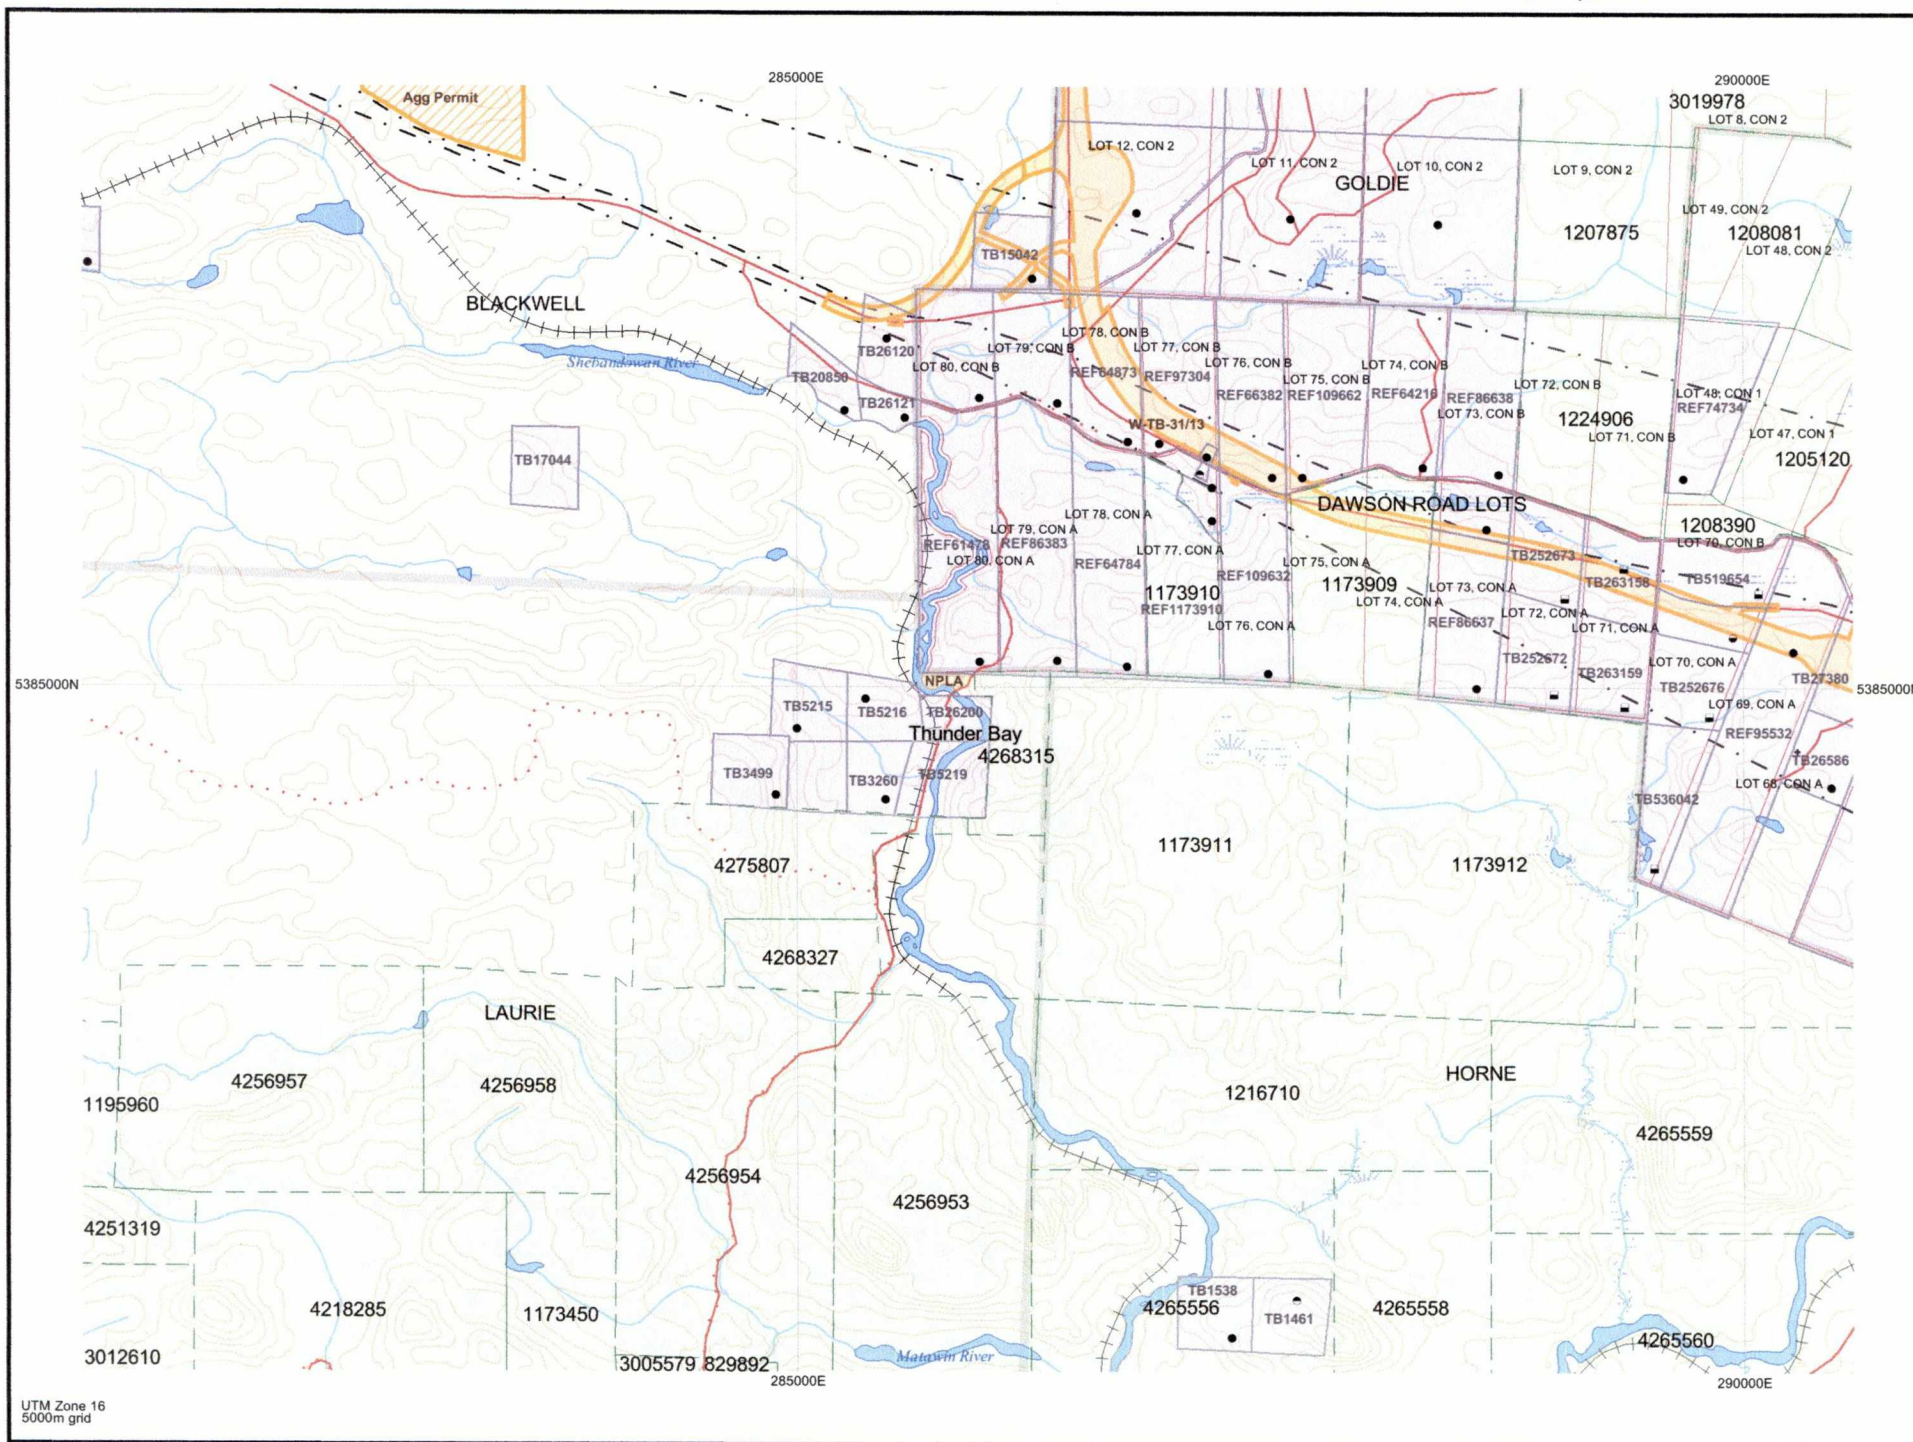 285000E
290000E
3019978
LOT 8, CON 2
Agg Permit
LOT 12, CON 2
LOT 11, CON 2
LOT 10, CON 2
LOT 9, CON 2
GOLDIE
LOT 49, CON 2
1207875
1208081
LOT 48, CON 2
TB15042
BLACKWELL
LOT 78, CON B
LOT 79, CON B
LOT 77, CON B
TB26120
Shebandowan River
LOT 80, CON B
LOT 76, CON B
LOT 74, CON B
TB20850
REF64873
REF97304
LOT 75, CON B
LOT 72, CON B
TB26121
REF66382
REF109662
REF64216
REF86638
LOT 48, CON 1
REF74734
LOT 73, CON B
1224906
W-TB-31/13
LOT 71, CON B
LOT 47, CON 1
1205120
TB17044
DAWSON ROAD LOTS
LOT 78, CON A
LOT 79, CON A
1208390
REF61478
REF86383
LOT 70, CON B
LOT 80, CON A
REF64784
LOT 77, CON A
LOT 75, CON A
TB252673
REF109632
1173909
TB263158
TB519654
1173910
LOT 73, CON A
REF1173910
LOT 74, CON A
LOT 72, CON A
LOT 76, CON A
REF86637
LOT 71, CON A
TB252672
LOT 70, CON A
TB263159
5385000N
NPLA
TB252676
TB27380
5385000N
TB5215
TB5216
TB26200
LOT 69, CON A
Thunder Bay
REF95532
4268315
TB3499
TB3260
TB5219
TB26586
LOT 68, CON A
TB536042
1173911
4275807
1173912
4268327
LAURIE
HORNE
4256957
4256958
1216710
1195960
4265559
4256954
4256953
4251319
TB1538
4218285
1173450
4265556
TB1461
4265558
4265560
3012610
3005579 829892
Matawin River
285000E
290000E
UTM Zone 16
5000m grid